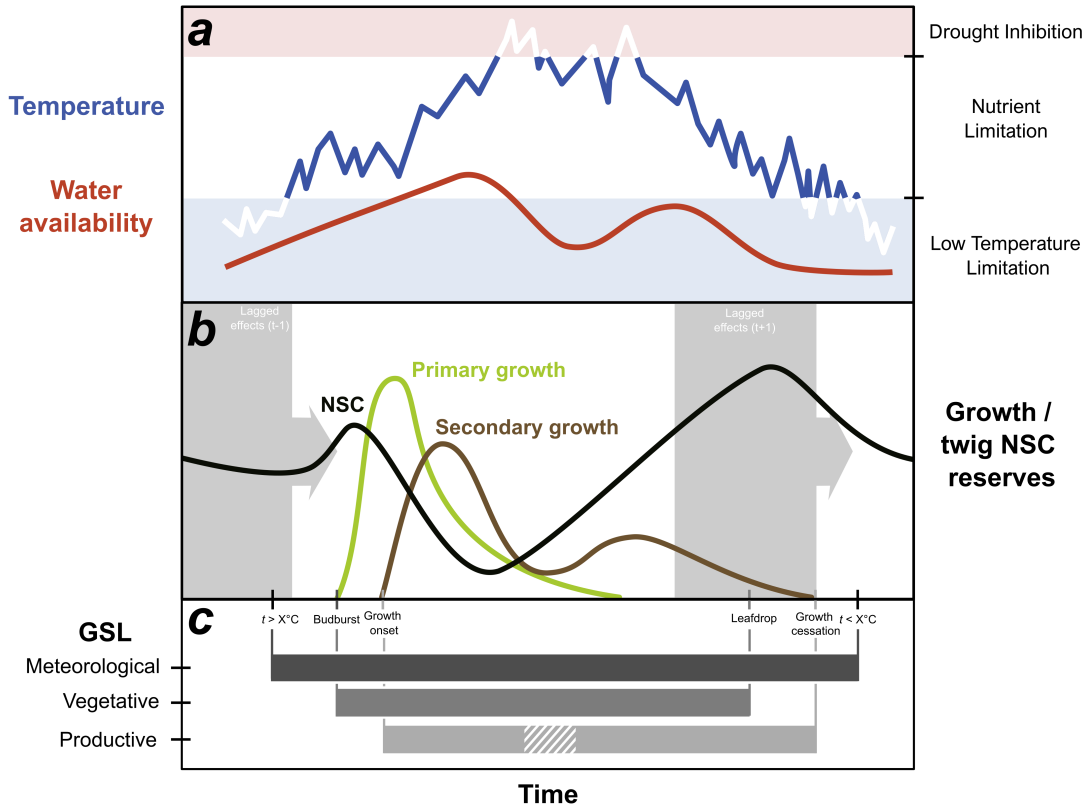 a
Drought Inhibition
Temperature
Nutrient
Limitation
Water
availability
Low Temperature
Limitation
b
Lagged
effects (t-1)
Lagged
effects (t+1)
Primary growth
NSC
Secondary growth
Growth /
twig NSC
reserves
c
GSL
t > X°C
Budburst
Growth
onset
Leafdrop
Growth
cessation
t < X°C
Meteorological
Vegetative
Productive
Time